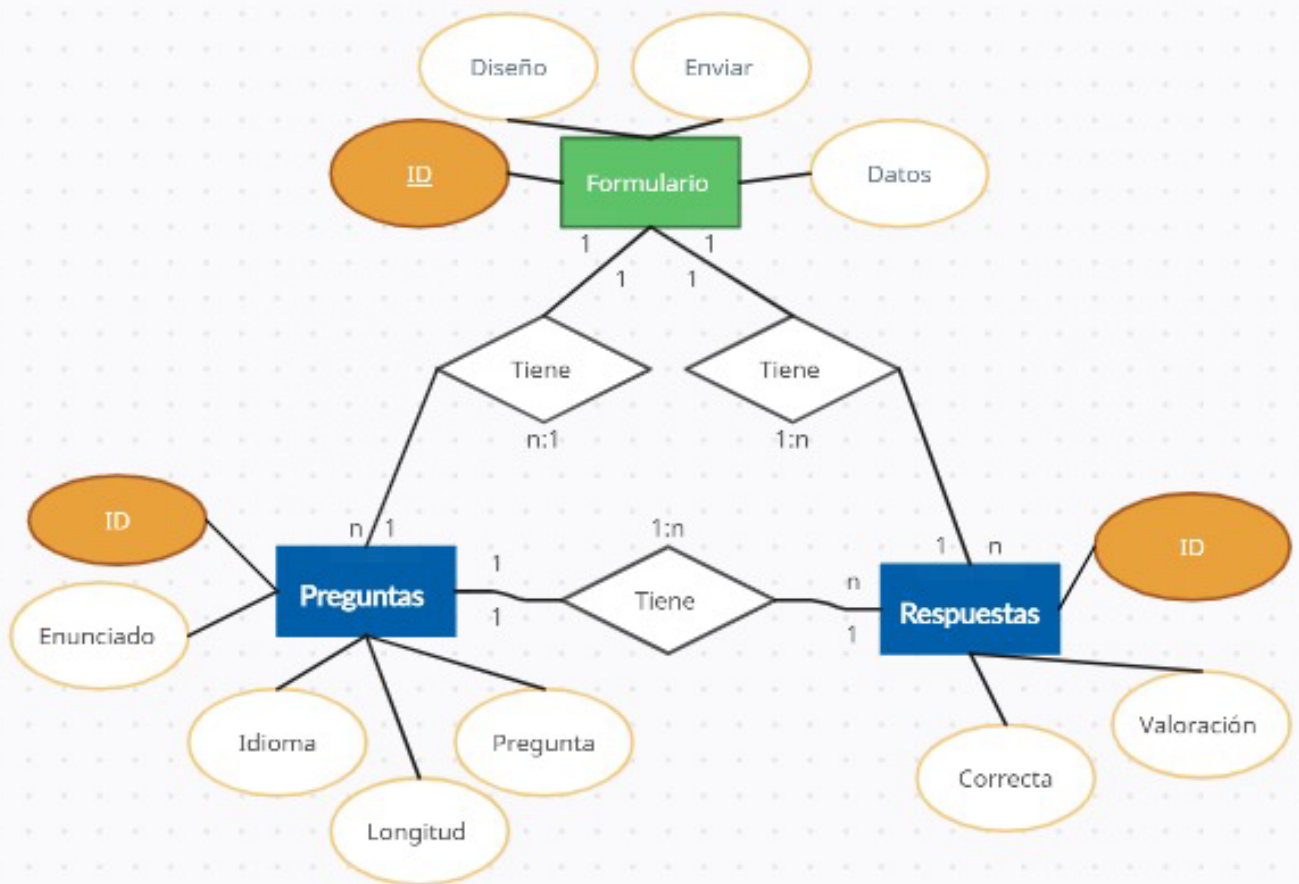 Diseño
Enviar
ID
Formulario
Datos
1
1
1
1
Tiene
Tiene
n:1
1:n
ID
n
1
1:n
1
n
ID
Preguntas
1
Tiene
n
Respuestas
Enunciado
1
1
Idioma
Pregunta
Valoración
Correcta
Longitud